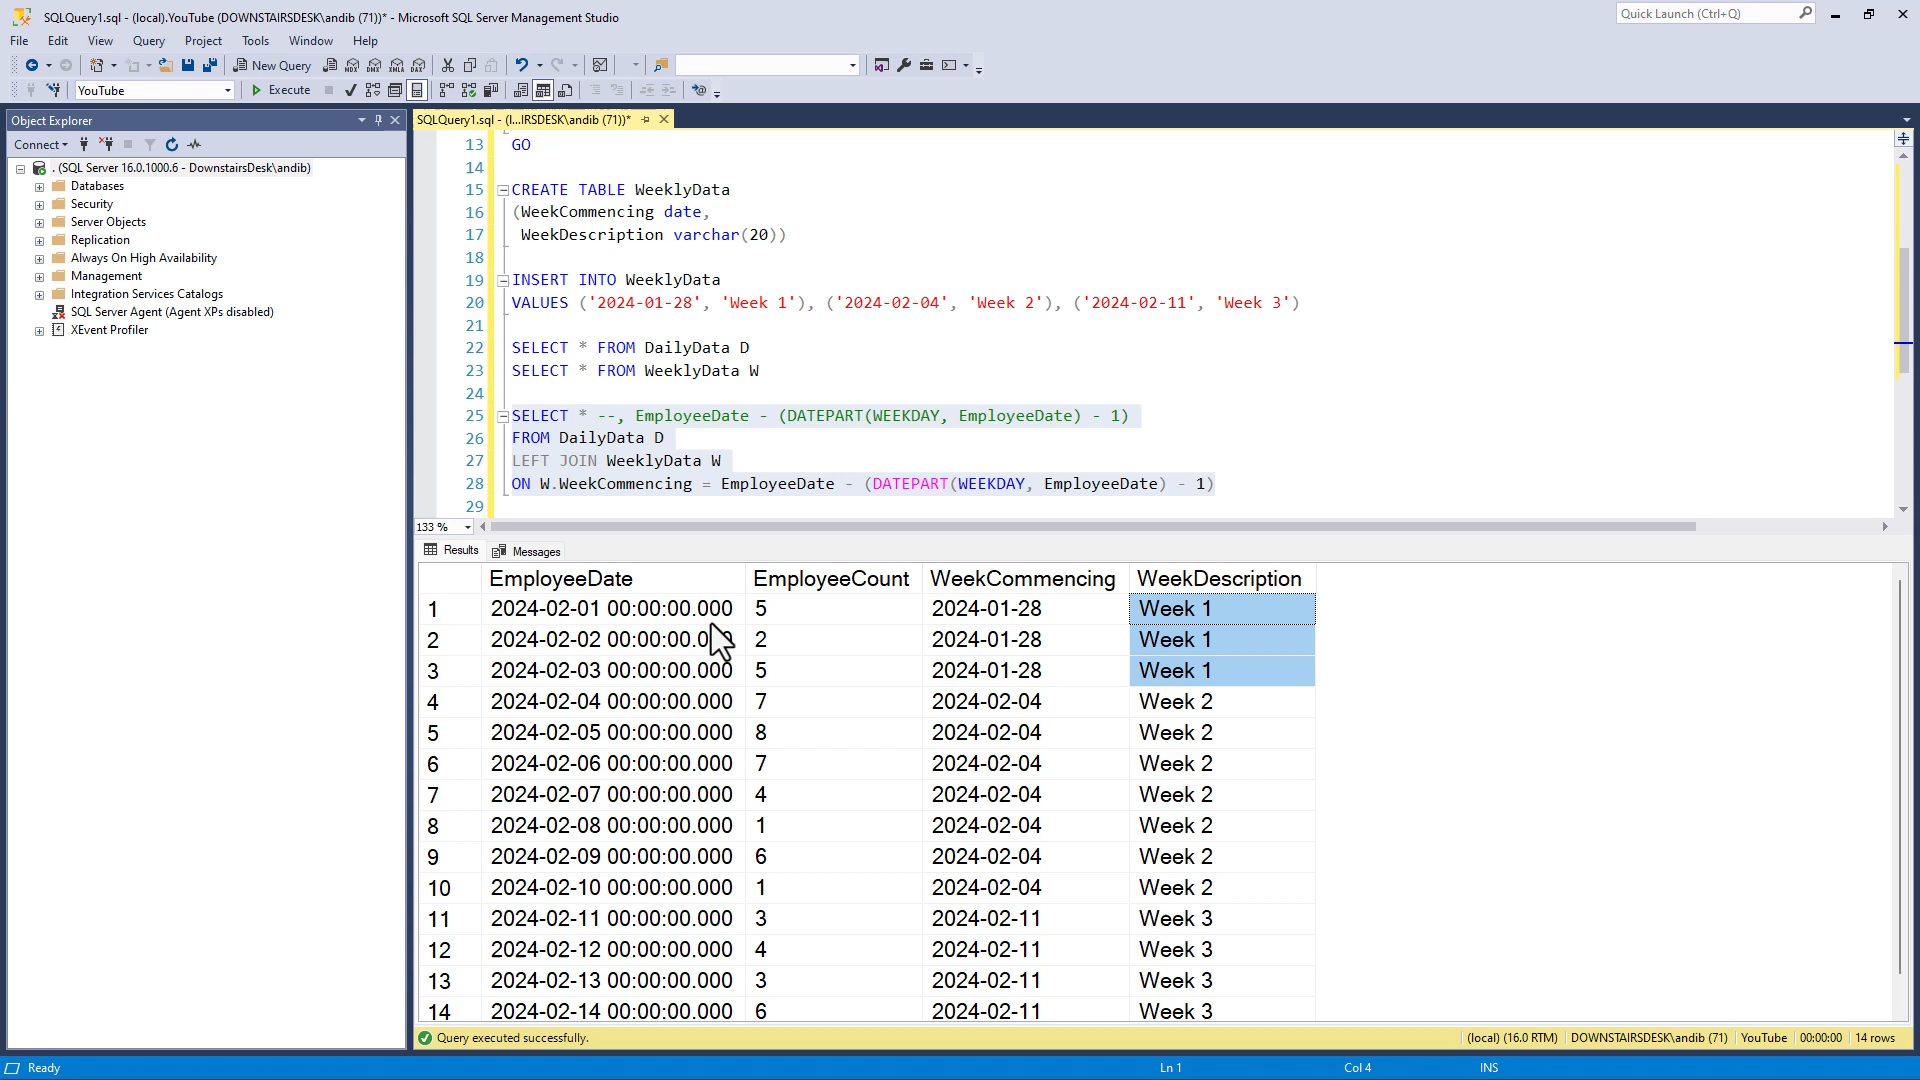 SQLQuery1.sql - (local).YouTube (DOWNSTAIRSDESK\andib (71))* - Microsoft SQL Server Management Studio
Quick Launch (Ctrl+Q)
File Edit View Query Project Tools Window Help
New Query
YouTube
Execute
Object Explorer
SQLQuery1.sql - (l...IRSDESK\andib (71))*
Connect
. (SQL Server 16.0.1000.6 - DownstairsDesk\andib)
Databases
Security
Server Objects
Replication
Always On High Availability
Management
Integration Services Catalogs
SQL Server Agent (Agent XPs disabled)
XEvent Profiler
13 GO
14
15 CREATE TABLE WeeklyData
16 (WeekCommencing date,
17 WeekDescription varchar(20))
18
19 INSERT INTO WeeklyData
20 VALUES ('2024-01-28', 'Week 1'), ('2024-02-04', 'Week 2'), ('2024-02-11', 'Week 3')
21
22 SELECT * FROM DailyData D
23 SELECT * FROM WeeklyData W
24
25 SELECT * --, EmployeeDate - (DATEPART(WEEKDAY, EmployeeDate) - 1)
26 FROM DailyData D
27 LEFT JOIN WeeklyData W
28 ON W.WeekCommencing = EmployeeDate - (DATEPART(WEEKDAY, EmployeeDate) - 1)
29
133 %
Results Messages
EmployeeDate EmployeeCount WeekCommencing WeekDescription
1 2024-02-01 00:00:00.000 5 2024-01-28 Week 1
2 2024-02-02 00:00:00.000 2 2024-01-28 Week 1
3 2024-02-03 00:00:00.000 5 2024-01-28 Week 1
4 2024-02-04 00:00:00.000 7 2024-02-04 Week 2
5 2024-02-05 00:00:00.000 8 2024-02-04 Week 2
6 2024-02-06 00:00:00.000 7 2024-02-04 Week 2
7 2024-02-07 00:00:00.000 4 2024-02-04 Week 2
8 2024-02-08 00:00:00.000 1 2024-02-04 Week 2
9 2024-02-09 00:00:00.000 6 2024-02-04 Week 2
10 2024-02-10 00:00:00.000 1 2024-02-04 Week 2
11 2024-02-11 00:00:00.000 3 2024-02-11 Week 3
12 2024-02-12 00:00:00.000 4 2024-02-11 Week 3
13 2024-02-13 00:00:00.000 3 2024-02-11 Week 3
14 2024-02-14 00:00:00.000 6 2024-02-11 Week 3
Query executed successfully. (local) (16.0 RTM) DOWNSTAIRSDESK\andib (71) YouTube 00:00:00 14 rows
Ready Ln 1 Col 4 INS